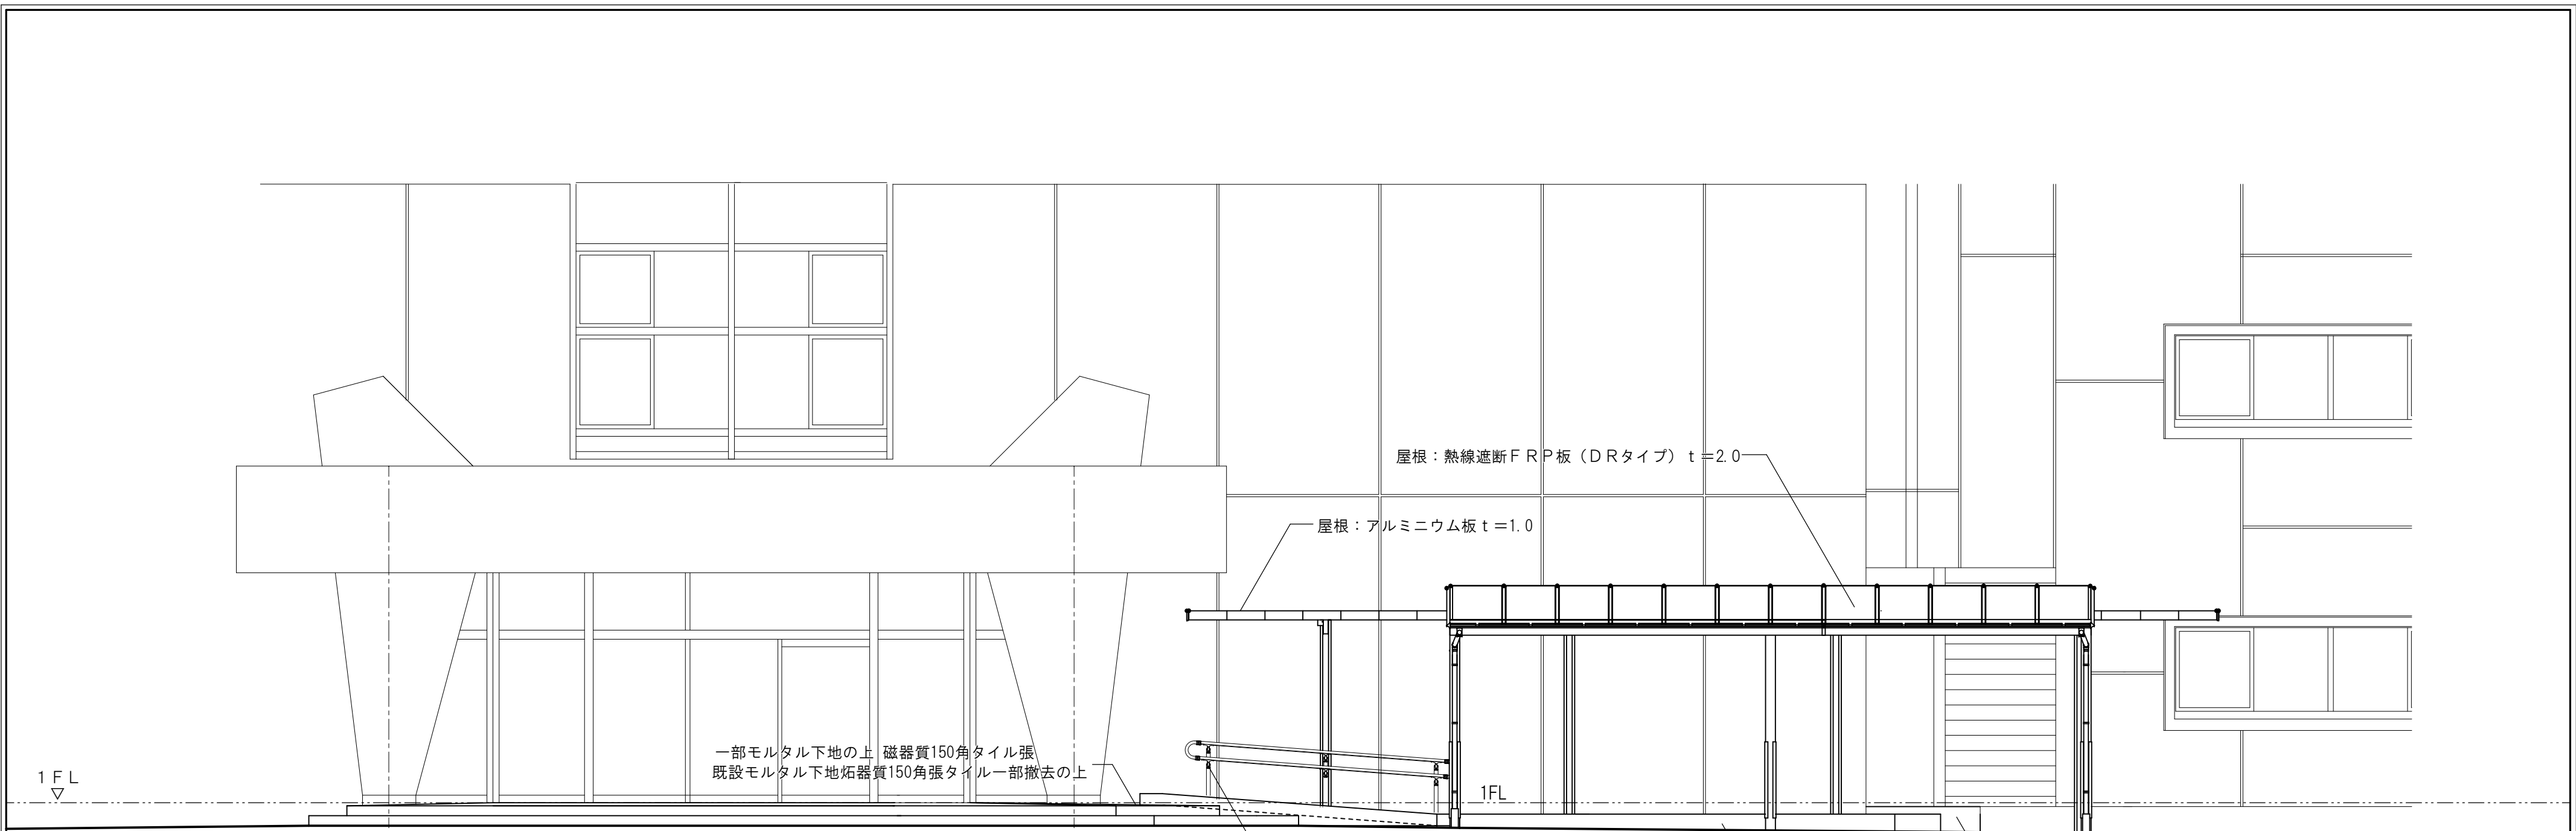 屋根：熱線遮断ＦＲＰ板（ＤＲタイプ）ｔ＝2.0
屋根：アルミニウム板ｔ＝1.0
一部モルタル下地の上 磁器質150角タイル張
既設モルタル下地炻器質150角張タイル一部撤去の上
１ＦＬ
1FL